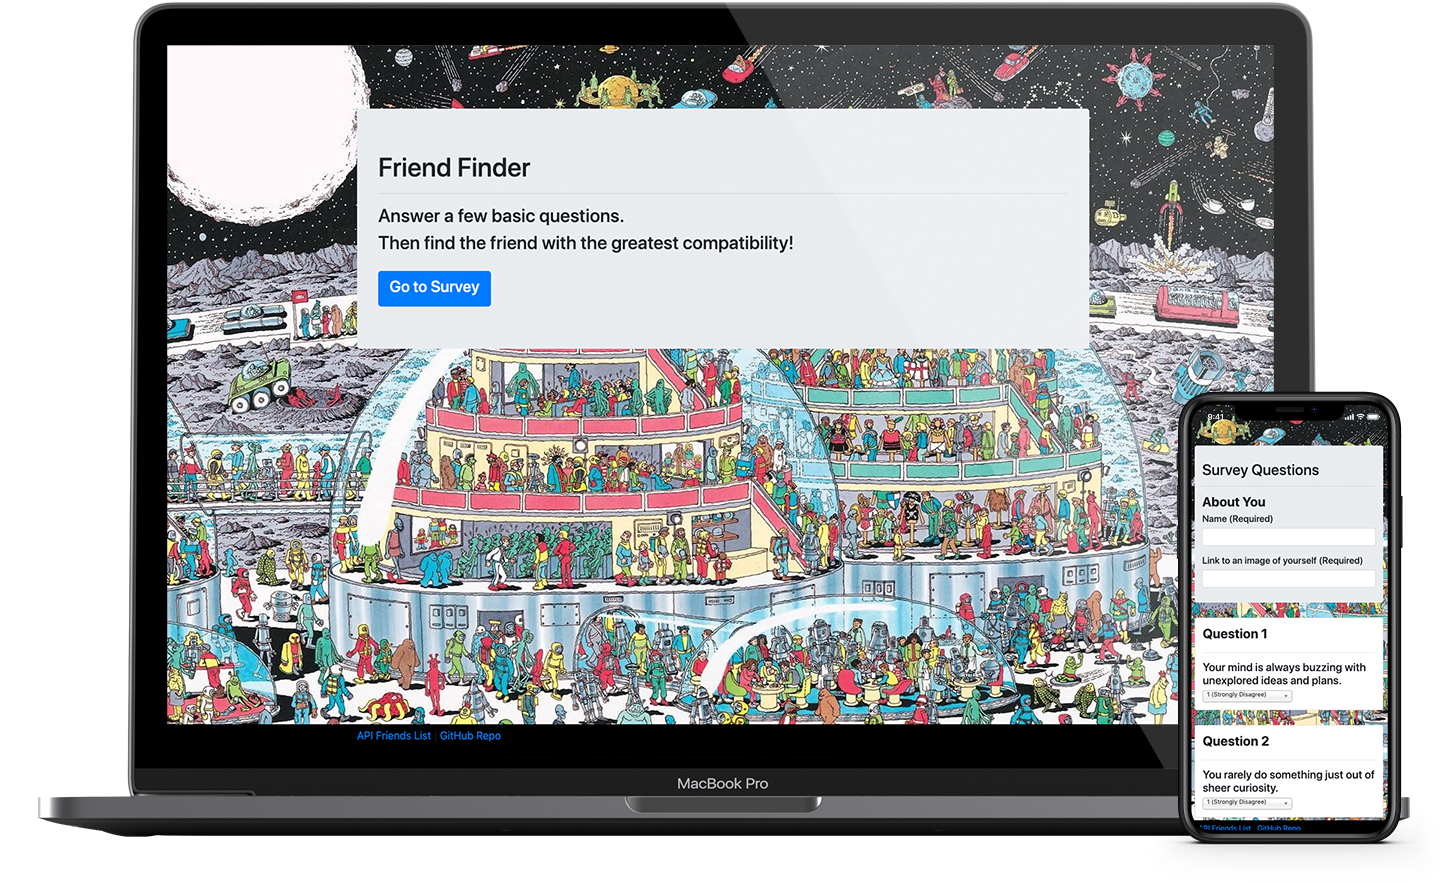 Friend Finder
Answer a few basic questions.
Then find the friend with the greatest compatibility!
Go to Survey
API Friends List | GitHub Repo
MacBook Pro
9:41
Survey Questions
About You
Name (Required)
Link to an image of yourself (Required)
Question 1
Your mind is always buzzing with
unexplored ideas and plans.
1 (Strongly Disagree)
Question 2
You rarely do something just out of
sheer curiosity.
1 (Strongly Disagree)
API Friends List | GitHub Repo